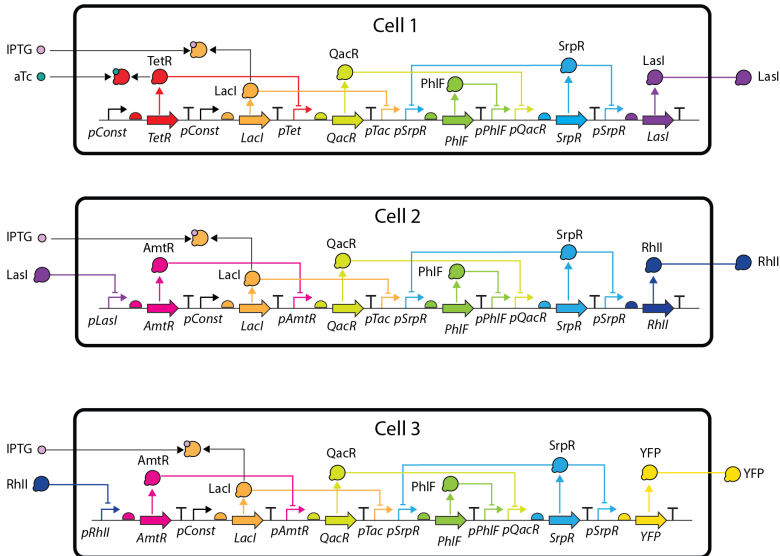 Cell 1
IPTG
aTc
TetR
LacI
QacR
PhlF
SrpR
LasI
LasI
pConst TetR pConst LacI pTet QacR pTac pSrpR PhlF pPhlF pQacR SrpR pSrpR LasI
Cell 2
IPTG
LasI
AmtR
LacI
QacR
PhlF
SrpR
RhlI
RhlI
pLasI AmtR pConst LacI pAmtR QacR pTac pSrpR PhlF pPhlF pQacR SrpR pSrpR RhlI
Cell 3
IPTG
RhlI
AmtR
LacI
QacR
PhlF
SrpR
YFP
YFP
pRhlI AmtR pConst LacI pAmtR QacR pTac pSrpR PhlF pPhlF pQacR SrpR pSrpR YFP